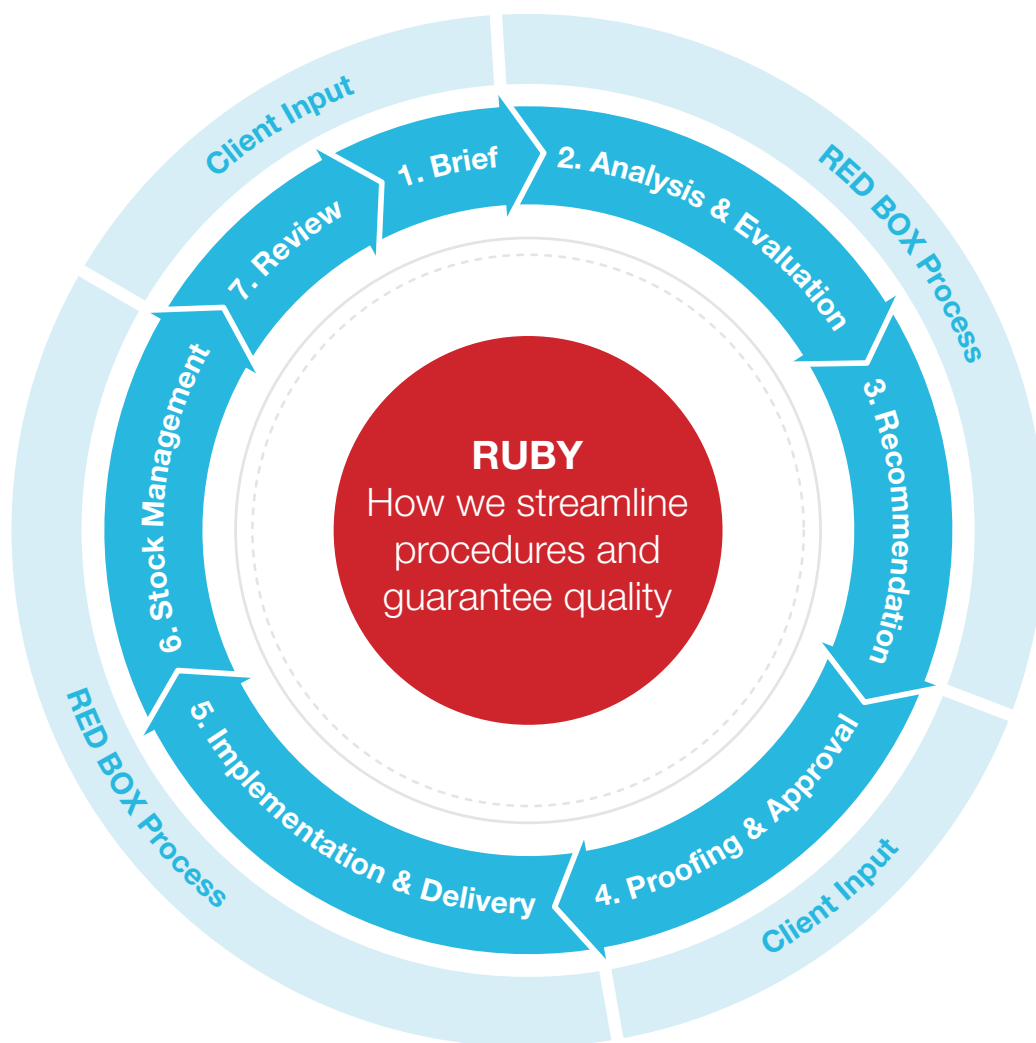 RUBY
How we streamline
procedures and
guarantee quality
1. Brief
2. Analysis & Evaluation
3. Recommendation
4. Proofing & Approval
5. Implementation & Delivery
6. Stock Management
7. Review
Client Input
RED BOX Process
Client Input
RED BOX Process